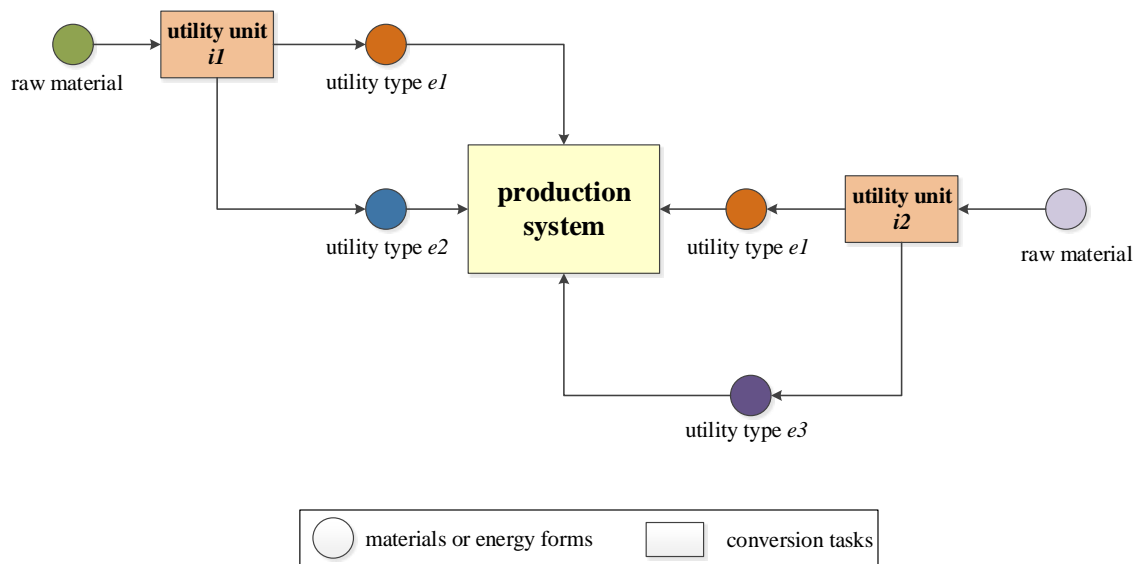 utility unit
i1
raw material
utility type e1
production
system
utility type e2
utility unit
i2
utility type e1
raw material
utility type e3
materials or energy forms
conversion tasks